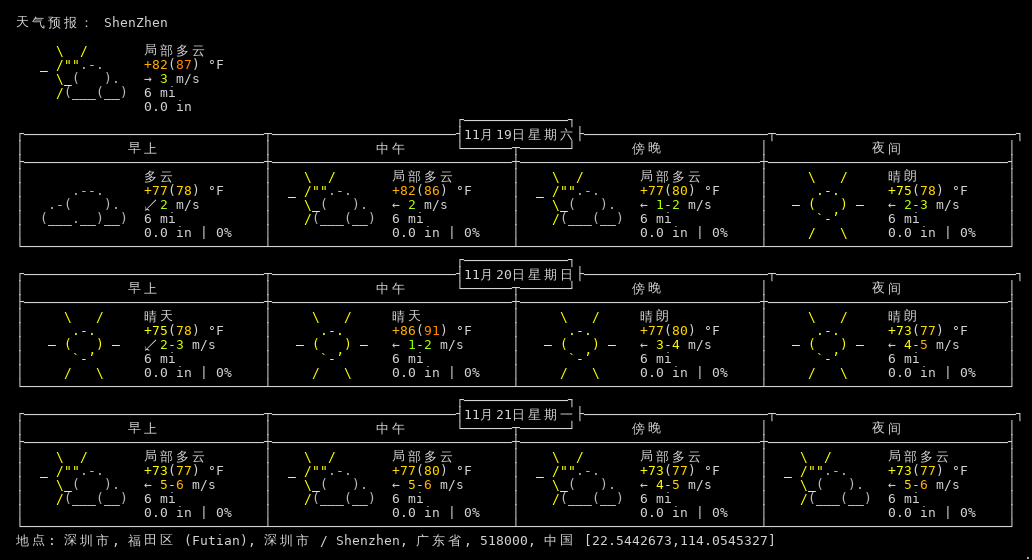 天气预报： ShenZhen
局部多云
+82(87) °F
→ 3 m/s
6 mi
0.0 in
11月19日星期六
早上 中午 傍晚 夜间
多云 局部多云 局部多云 晴朗
+77(78) °F +82(86) °F +77(80) °F +75(78) °F
↙ 2 m/s ← 2 m/s ← 1-2 m/s ← 2-3 m/s
6 mi 6 mi 6 mi 6 mi
0.0 in | 0% 0.0 in | 0% 0.0 in | 0% 0.0 in | 0%
11月20日星期日
早上 中午 傍晚 夜间
晴天 晴天 晴朗 晴朗
+75(78) °F +86(91) °F +77(80) °F +73(77) °F
↙ 2-3 m/s ← 1-2 m/s ← 3-4 m/s ← 4-5 m/s
6 mi 6 mi 6 mi 6 mi
0.0 in | 0% 0.0 in | 0% 0.0 in | 0% 0.0 in | 0%
11月21日星期一
早上 中午 傍晚 夜间
局部多云 局部多云 局部多云 局部多云
+73(77) °F +77(80) °F +73(77) °F +73(77) °F
← 5-6 m/s ← 5-6 m/s ← 4-5 m/s ← 5-6 m/s
6 mi 6 mi 6 mi 6 mi
0.0 in | 0% 0.0 in | 0% 0.0 in | 0% 0.0 in | 0%
地点: 深圳市, 福田区 (Futian), 深圳市 / Shenzhen, 广东省, 518000, 中国 [22.5442673,114.0545327]